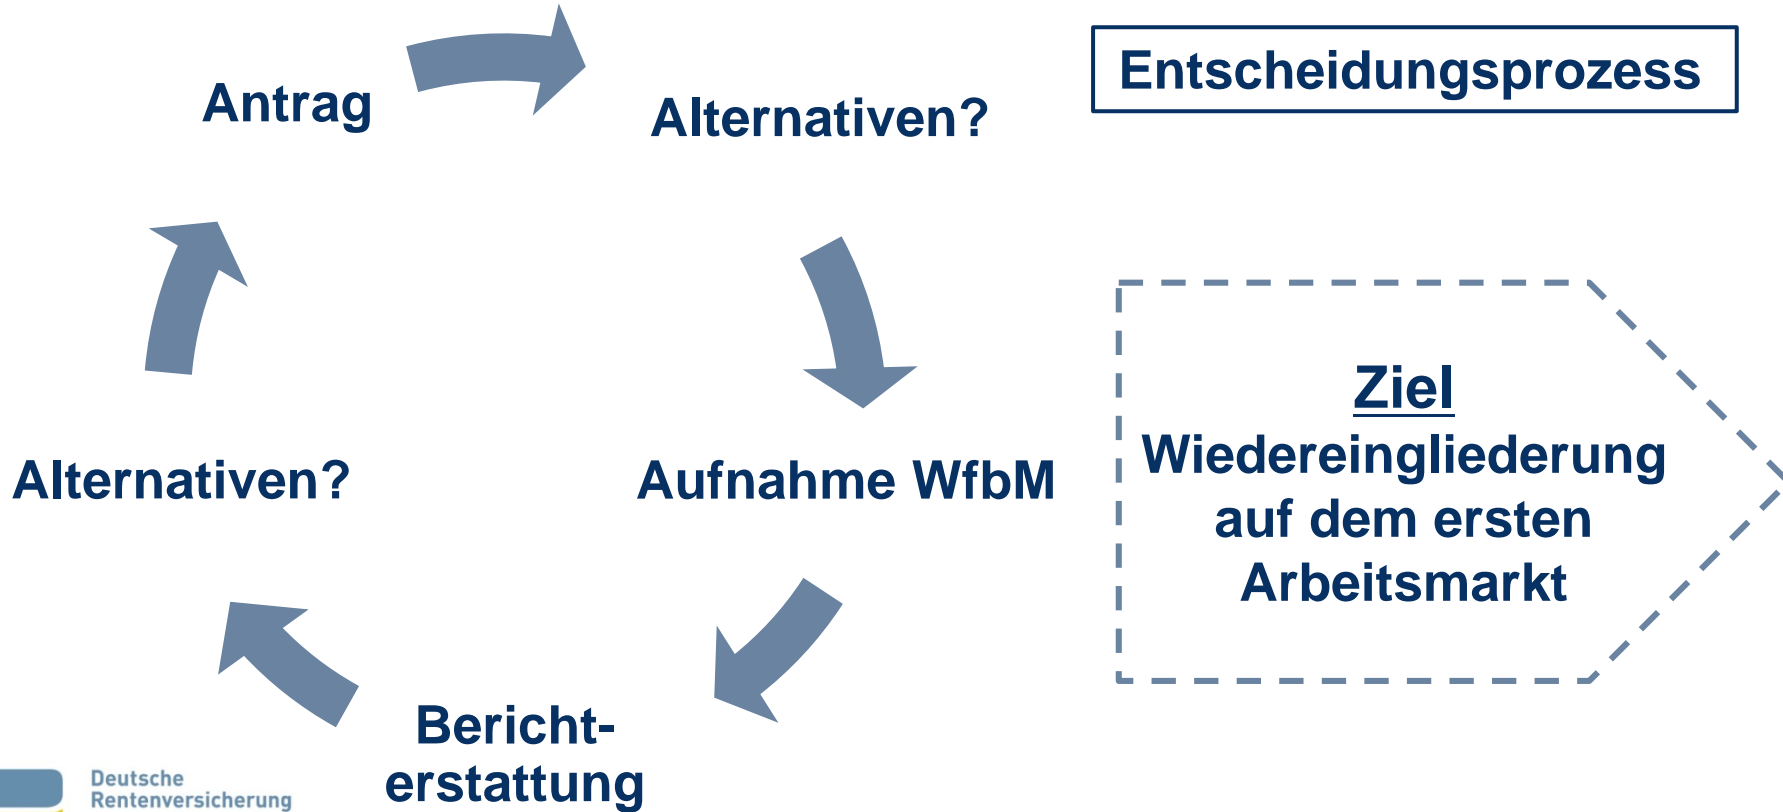 Entscheidungsprozess
Antrag
Alternativen?
Aufnahme WfbM
Bericht-
erstattung
Alternativen?
Ziel
Wiedereingliederung
auf dem ersten
Arbeitsmarkt
Deutsche
Rentenversicherung